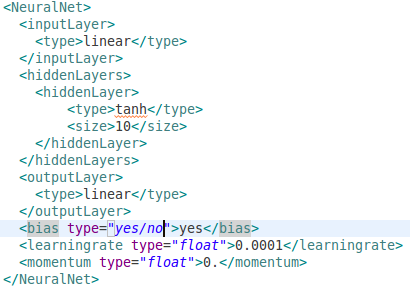 <NeuralNet>
<inputLayer>
<type>linear</type>
</inputLayer>
<hiddenLayers>
<hiddenLayer>
<type>tanh</type>
<size>10</size>
</hiddenLayer>
</hiddenLayers>
<outputLayer>
<type>linear</type>
</outputLayer>
<bias type="yes/no">yes</bias>
<learningrate type="float">0.0001</learningrate>
<momentum type="float">0.</momentum>
</NeuralNet>